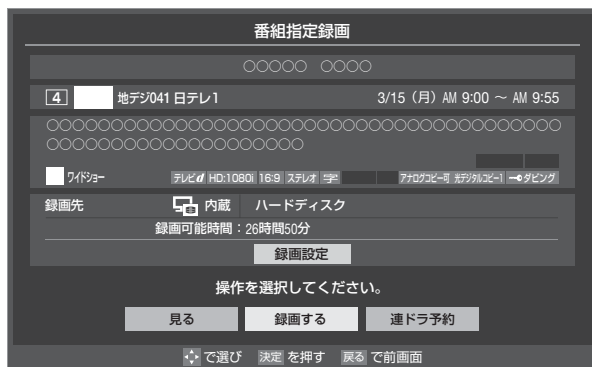 番組指定録画
○○○○○ ○○○○
4 地デジ041 日テレ1 3/15（月）AM 9:00 ～ AM 9:55
○○○○○○○○○○○○○○○○○○○○○○○○○○○○○○○○
○○○○○○○○○○○○○○○○
ワイドショー テレビd HD:1080i 16:9 ステレオ 字 アナログコピー可 光デジタルコピー1 ダビング
録画先 内蔵 ハードディスク
録画可能時間：26時間50分
録画設定
操作を選択してください。
見る 録画する 連ドラ予約
で選び 決定 を押す 戻る で前画面